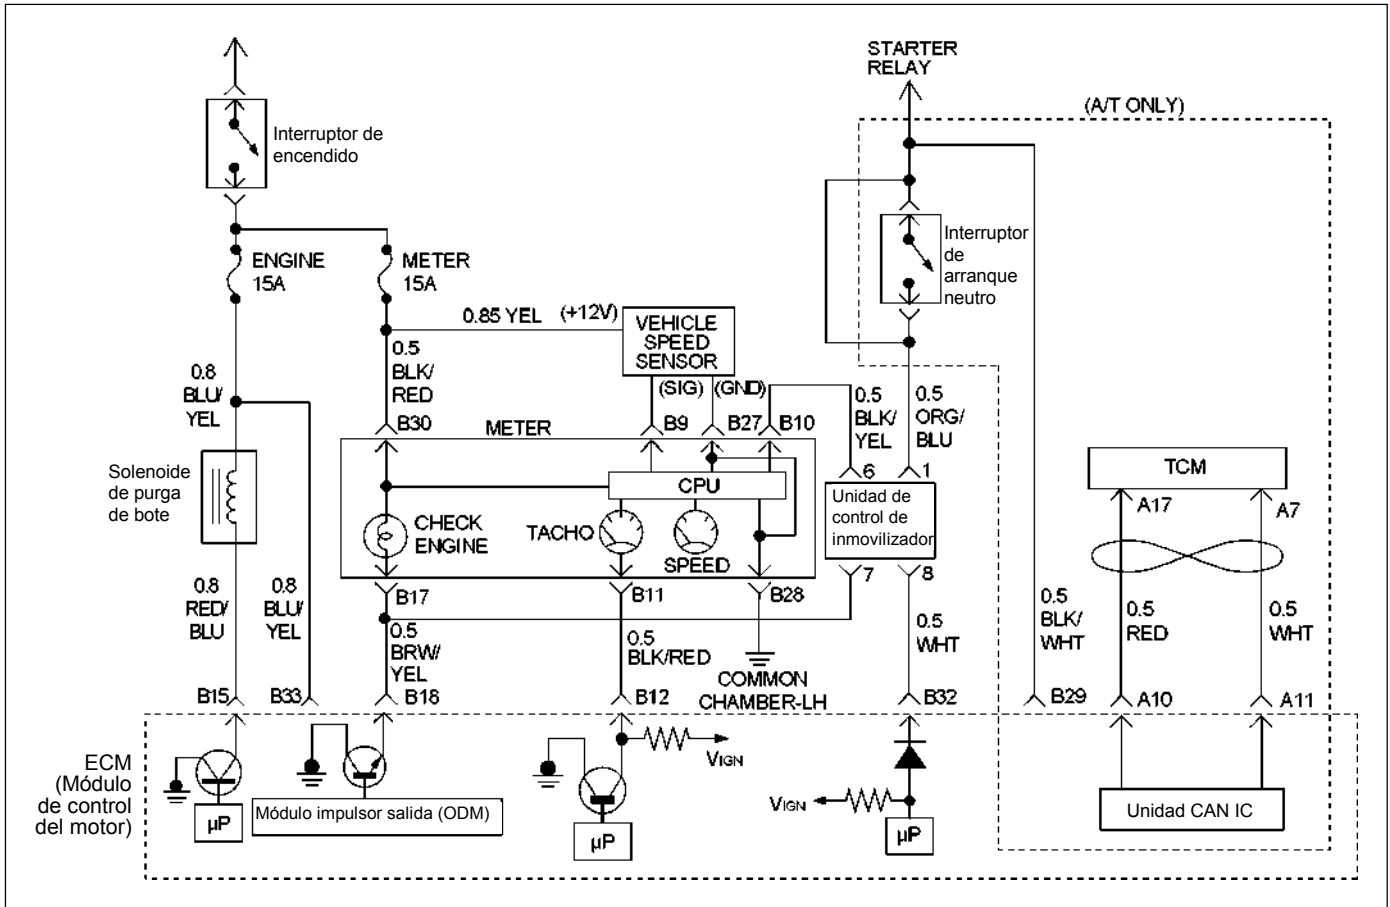 STARTER
RELAY
(A/T ONLY)
Interruptor de
encendido
Interruptor
de
arranque
neutro
ENGINE
15A
METER
15A
0.85 YEL
(+12V)
VEHICLE
SPEED
SENSOR
(SIG)
(GND)
0.5
BLK/
RED
0.8
BLU/
YEL
0.5
BLK/
YEL
0.5
ORG/
BLU
B30
METER
B9
B27
B10
6
1
Solenoide
de purga
de bote
CPU
CHECK
ENGINE
TACHO
SPEED
Unidad de
control de
inmovilizador
TCM
A17
A7
B17
B11
B28
7
8
0.8
RED/
BLU
0.8
BLU/
YEL
0.5
BRW/
YEL
0.5
BLK/RED
0.5
WHT
0.5
BLK/
WHT
0.5
RED
0.5
WHT
COMMON
CHAMBER-LH
B15
B33
B18
B12
B32
B29
A10
A11
ECM
(Módulo
de control
del motor)
VIGN
VIGN
µP
Módulo impulsor salida (ODM)
µP
µP
Unidad CAN IC